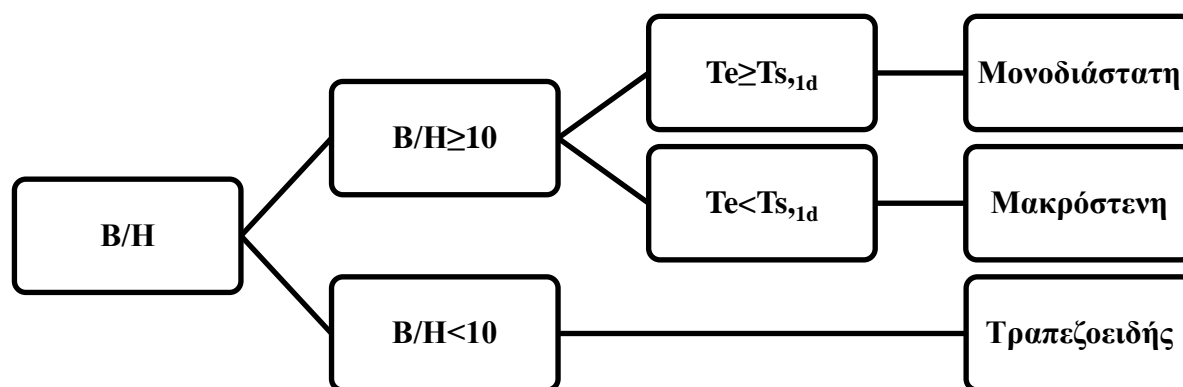 B/H
B/H≥10
Te≥Ts,1d
Μονοδιάστατη
Te<Ts,1d
Μακρόστενη
B/H<10
Τραπεζοειδής